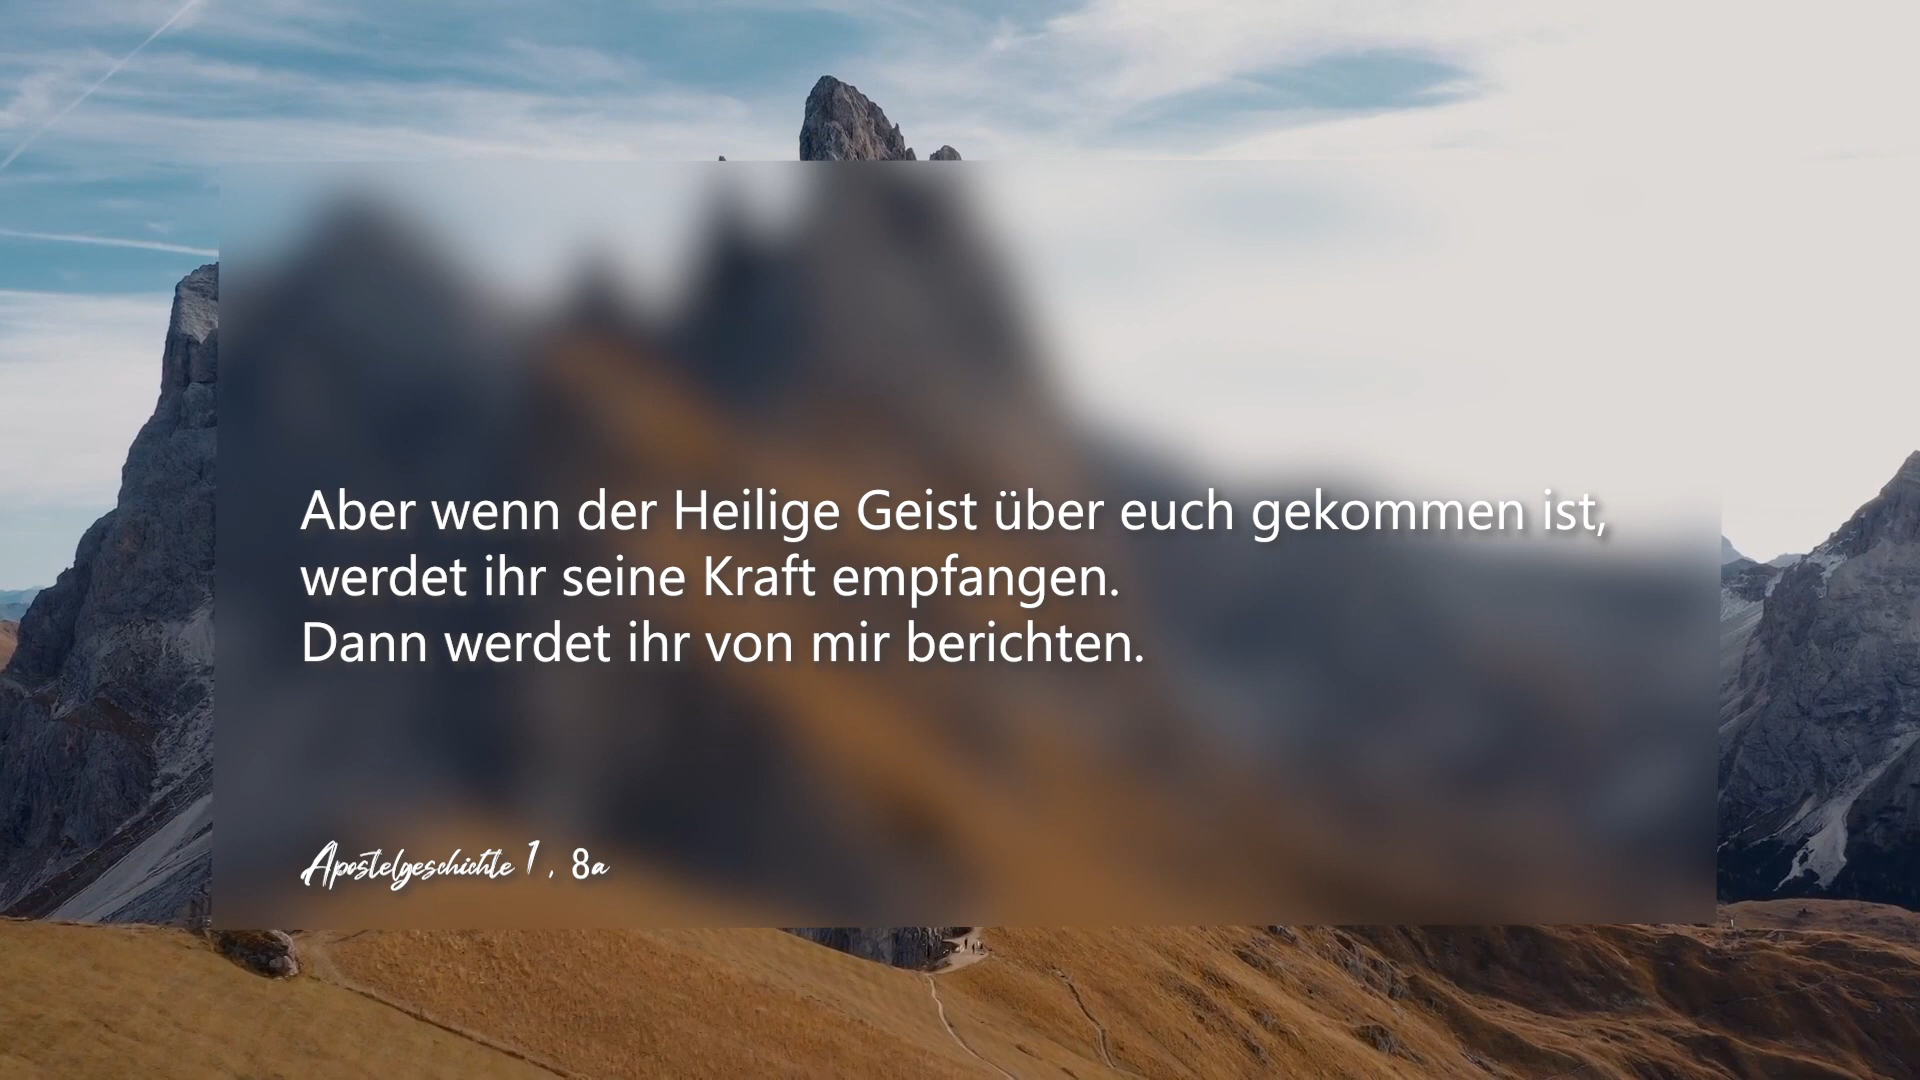 Aber wenn der Heilige Geist über euch gekommen ist,
werdet ihr seine Kraft empfangen.
Dann werdet ihr von mir berichten.
Apostelgeschichte 1, 8a